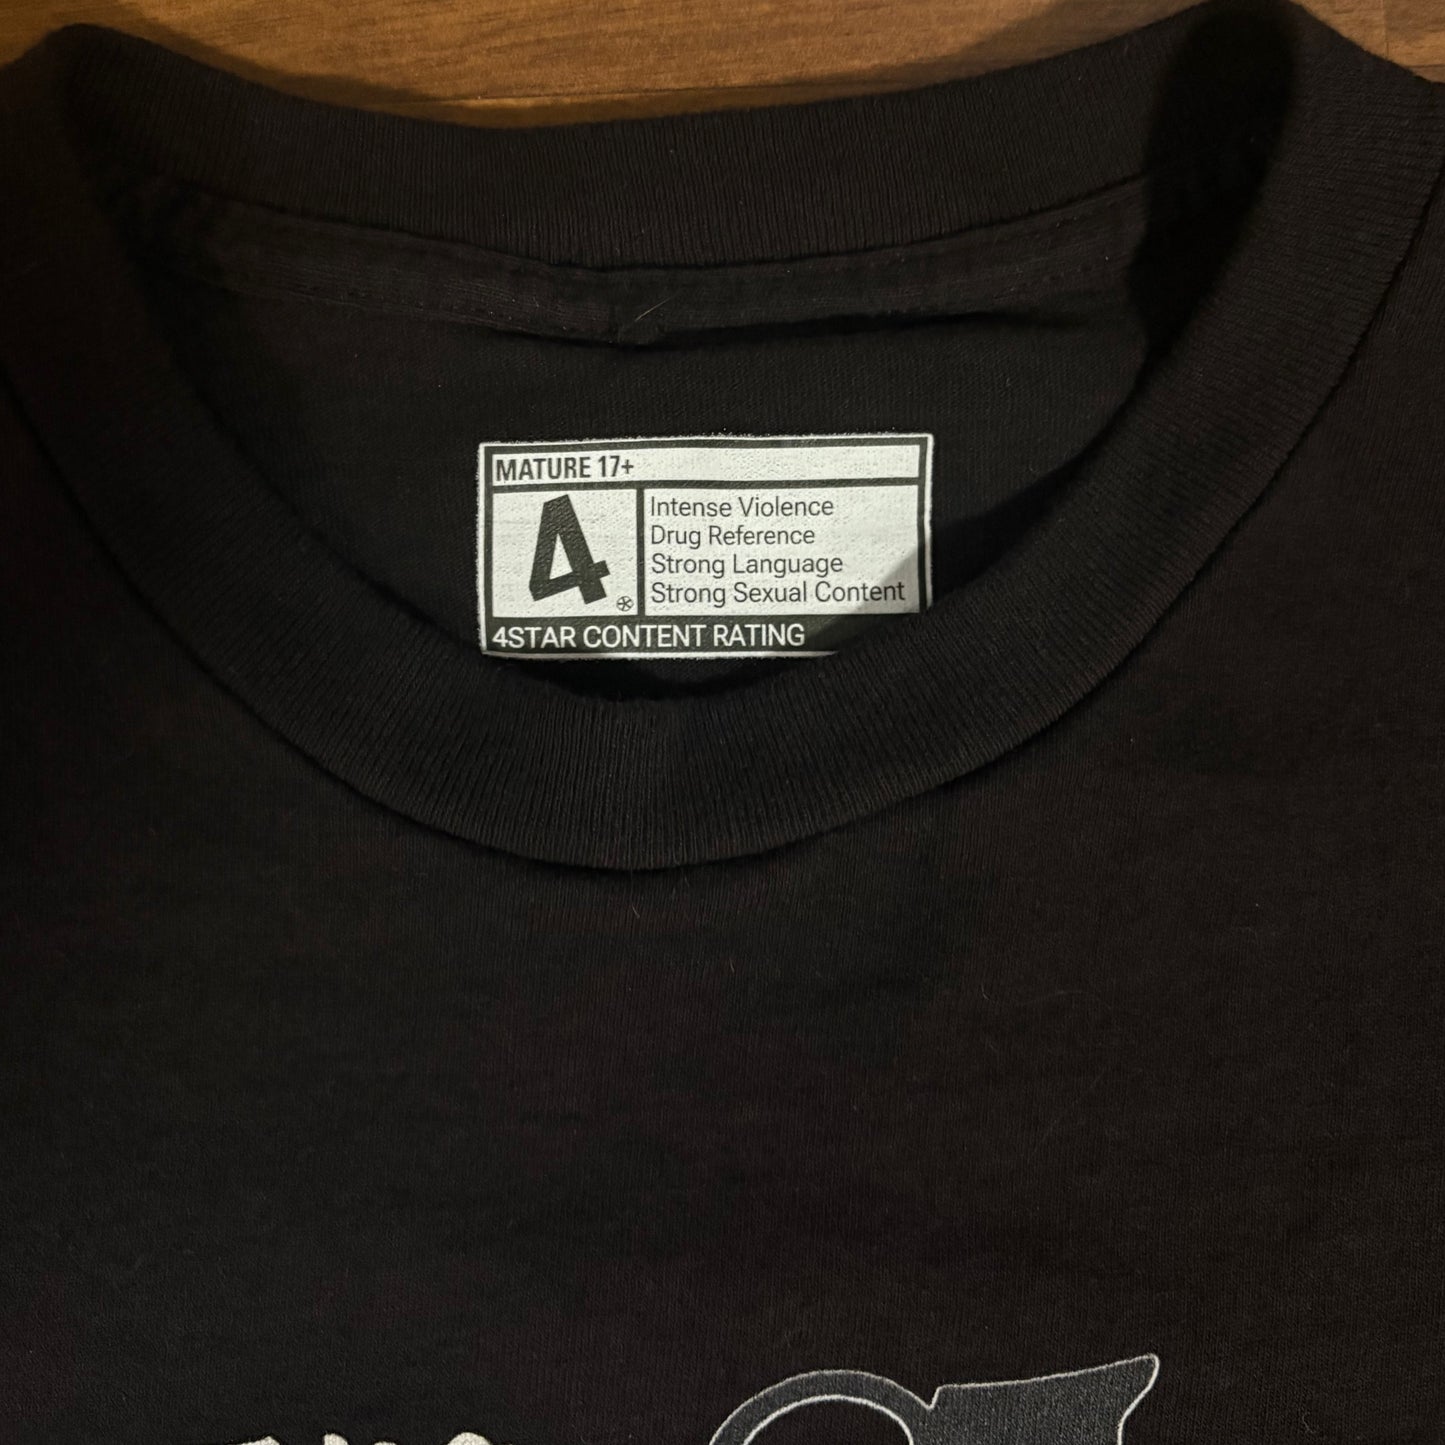 MATURE 17+
4
Intense Violence
Drug Reference
Strong Language
Strong Sexual Content
4STAR CONTENT RATING